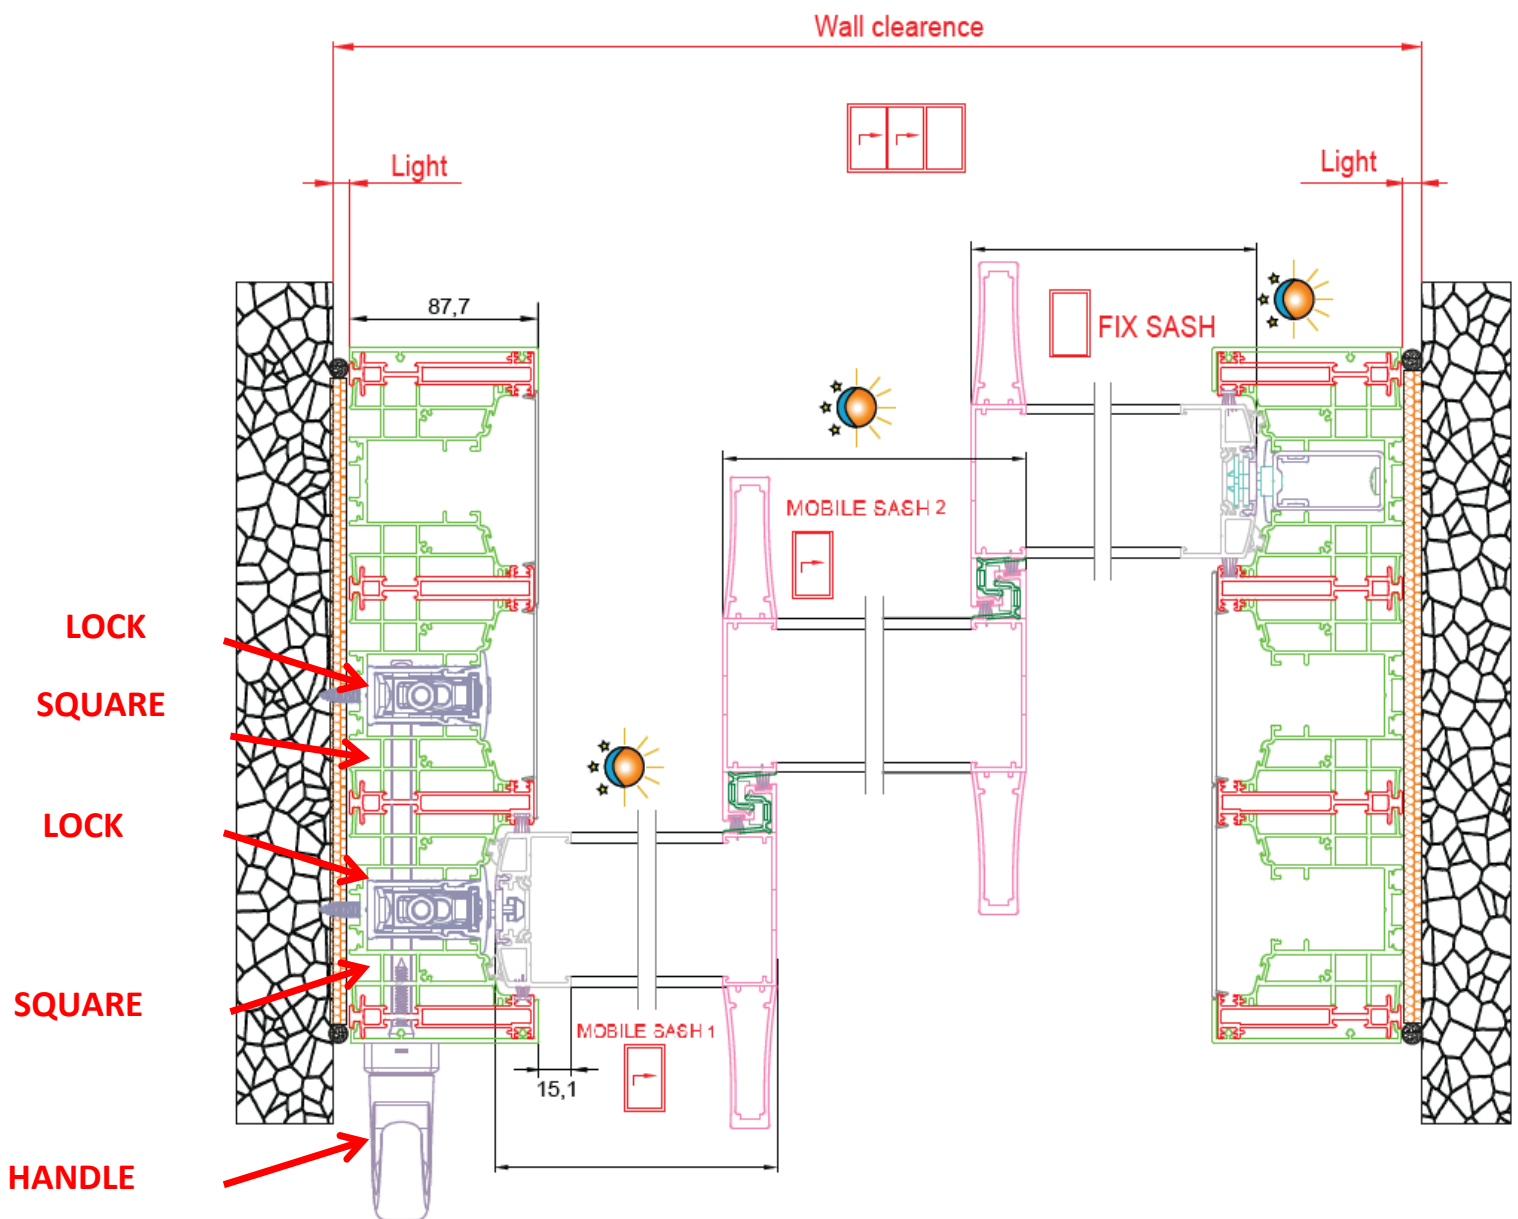 Wall clearence
Light
Light
87,7
FIX SASH
MOBILE SASH 2
LOCK
SQUARE
LOCK
SQUARE
MOBILE SASH 1
15,1
HANDLE